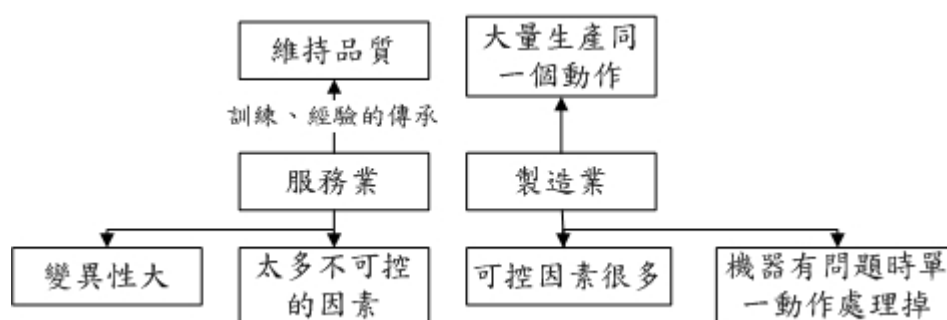 維持品質
大量生產同
一個動作
訓練、經驗的傳承
服務業
製造業
變異性大
太多不可控
的因素
可控因素很多
機器有問題時單
一動作處理掉